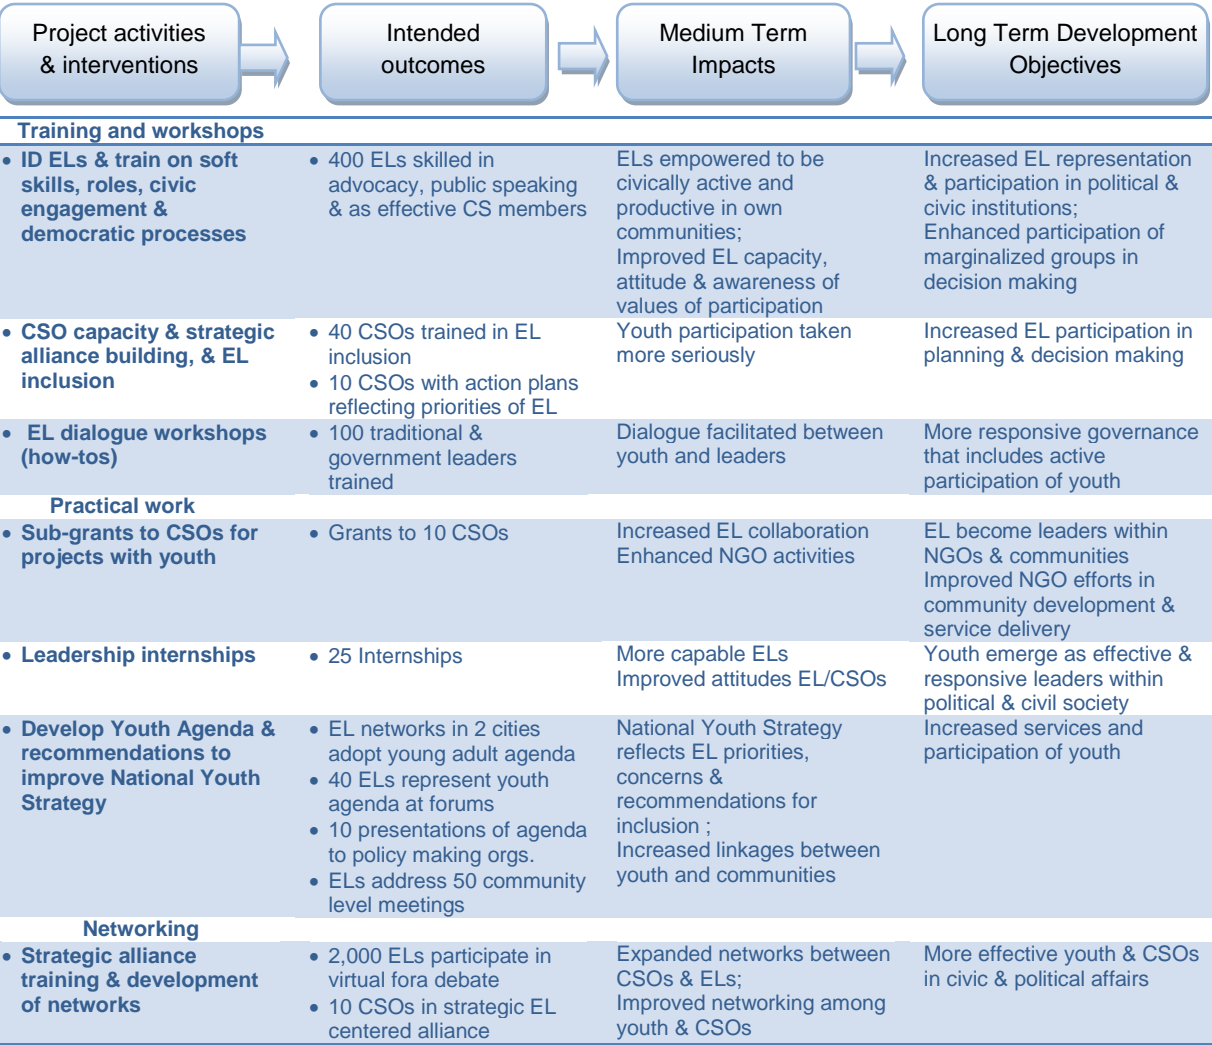 Project activities
& interventions
Intended
outcomes
Medium Term
Impacts
Long Term Development
Objectives
Training and workshops
• ID ELs & train on soft
skills, roles, civic
engagement &
democratic processes
• 400 ELs skilled in
advocacy, public speaking
& as effective CS members
ELs empowered to be
civically active and
productive in own
communities;
Improved EL capacity,
attitude & awareness of
values of participation
Increased EL representation
& participation in political &
civic institutions;
Enhanced participation of
marginalized groups in
decision making
• CSO capacity & strategic
alliance building, & EL
inclusion
• 40 CSOs trained in EL
inclusion
• 10 CSOs with action plans
reflecting priorities of EL
Youth participation taken
more seriously
Increased EL participation in
planning & decision making
• EL dialogue workshops
(how-tos)
• 100 traditional &
government leaders
trained
Dialogue facilitated between
youth and leaders
More responsive governance
that includes active
participation of youth
Practical work
• Sub-grants to CSOs for
projects with youth
• Grants to 10 CSOs
Increased EL collaboration
Enhanced NGO activities
EL become leaders within
NGOs & communities
Improved NGO efforts in
community development &
service delivery
• Leadership internships
• 25 Internships
More capable ELs
Improved attitudes EL/CSOs
Youth emerge as effective &
responsive leaders within
political & civil society
• Develop Youth Agenda &
recommendations to
improve National Youth
Strategy
• EL networks in 2 cities
adopt young adult agenda
• 40 ELs represent youth
agenda at forums
• 10 presentations of agenda
to policy making orgs.
• ELs address 50 community
level meetings
National Youth Strategy
reflects EL priorities,
concerns &
recommendations for
inclusion ;
Increased linkages between
youth and communities
Increased services and
participation of youth
Networking
• Strategic alliance
training & development
of networks
• 2,000 ELs participate in
virtual fora debate
• 10 CSOs in strategic EL
centered alliance
Expanded networks between
CSOs & ELs;
Improved networking among
youth & CSOs
More effective youth & CSOs
in civic & political affairs